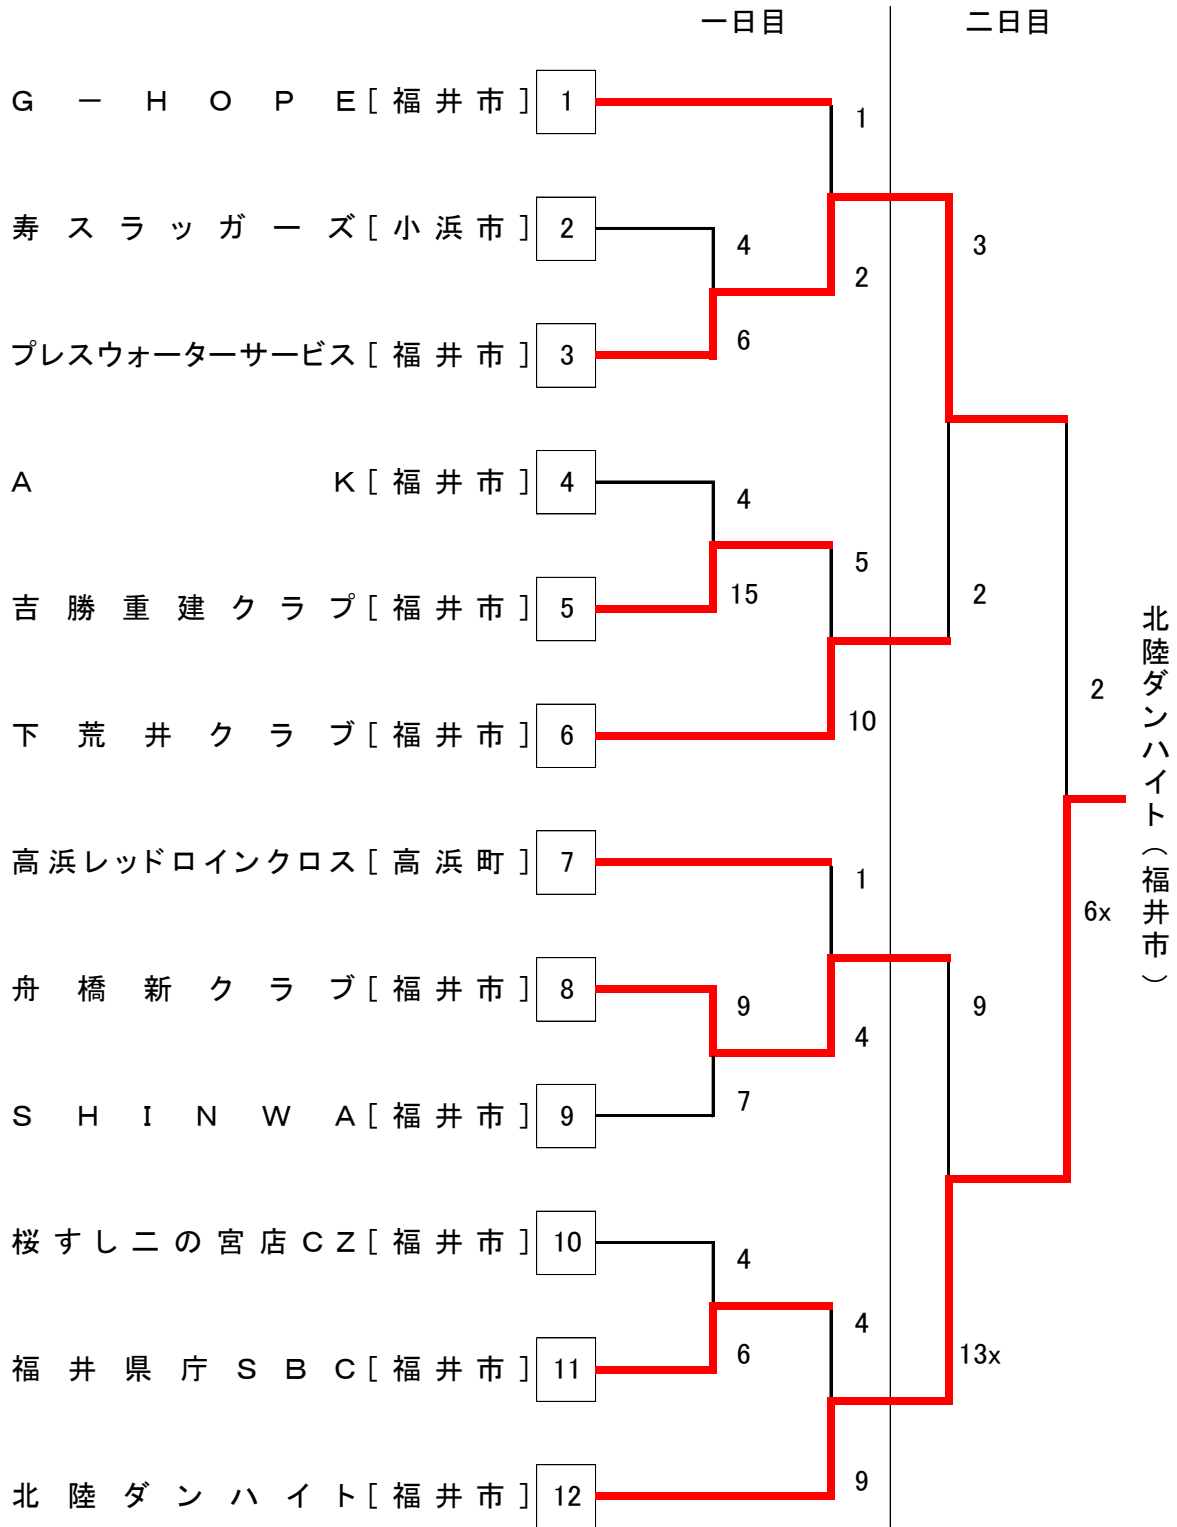 一日目 二日目
G－HOPE[福井市] 1
1
寿スラッガーズ[小浜市] 2
4
3
2
プレスウォーターサービス[福井市] 3
6
AK[福井市] 4
4
5
吉勝重建クラブ[福井市] 5
15
2
2
下荒井クラブ[福井市] 6
10
北陸ダンハイト（福井市）
高浜レッドロインクロス[高浜町] 7
1
6x
舟橋新クラブ[福井市] 8
9
9
4
SHINWA[福井市] 9
7
桜すし二の宮店CZ[福井市] 10
4
4
福井県庁SBC[福井市] 11
6
13x
北陸ダンハイト[福井市] 12
9